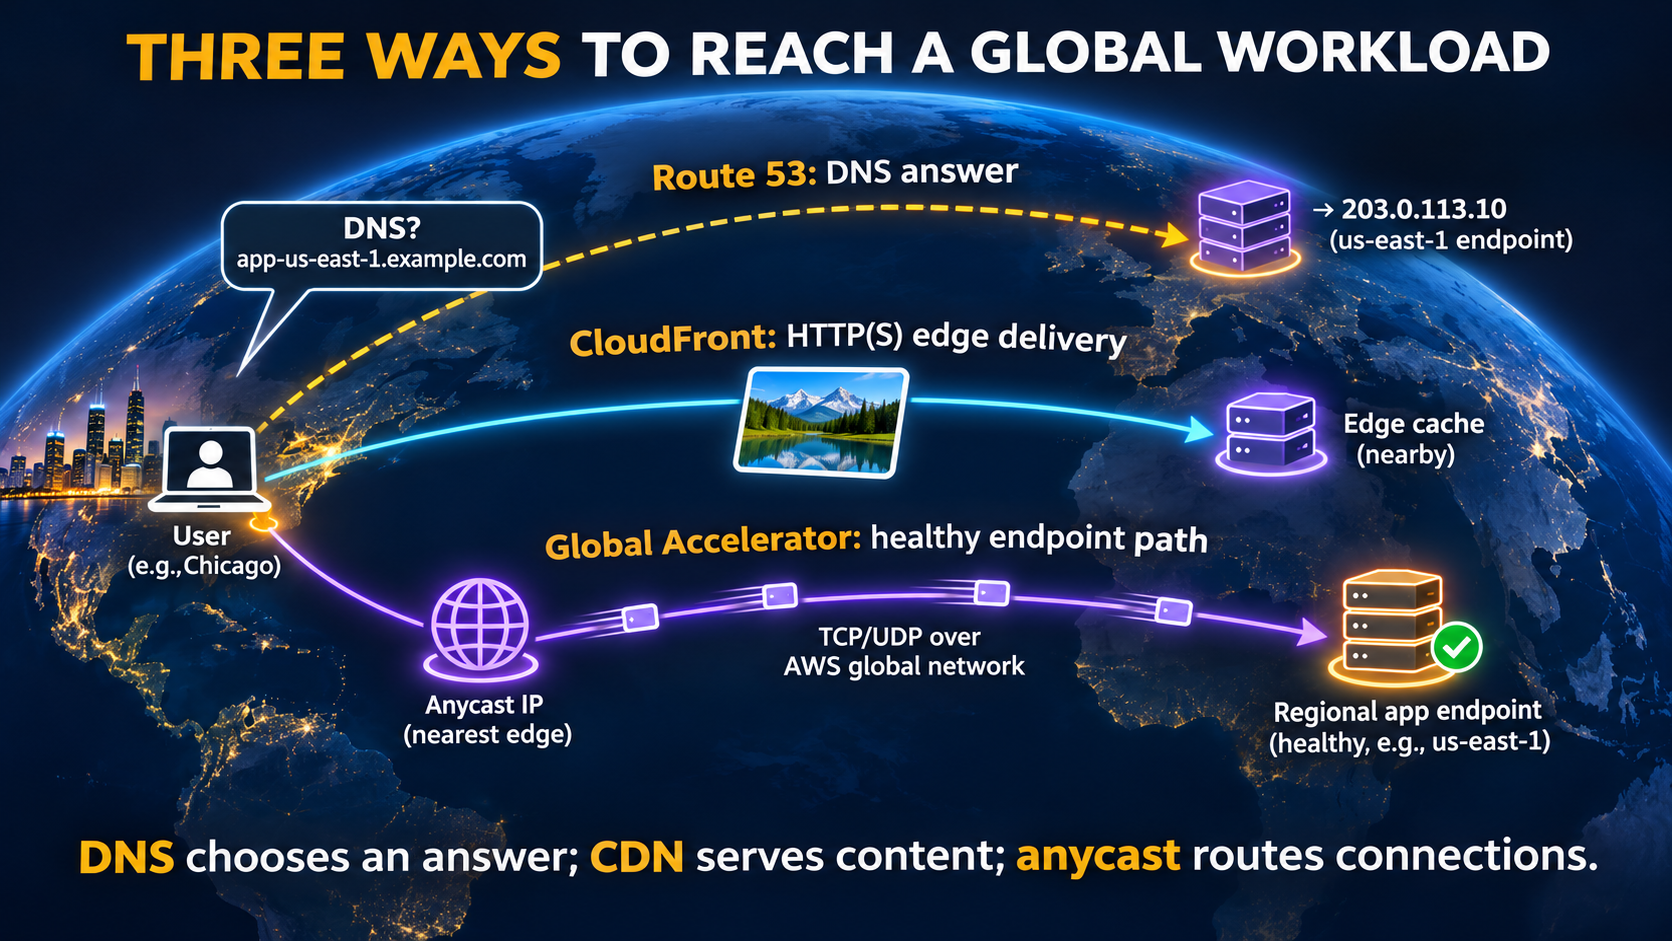 THREE WAYS TO REACH A GLOBAL WORKLOAD
Route 53: DNS answer
DNS?
app-us-east-1.example.com
→ 203.0.113.10
(us-east-1 endpoint)
CloudFront: HTTP(S) edge delivery
Edge cache
(nearby)
User
(e.g.,Chicago)
Global Accelerator: healthy endpoint path
TCP/UDP over
AWS global network
Anycast IP
(nearest edge)
Regional app endpoint
(healthy, e.g., us-east-1)
DNS chooses an answer; CDN serves content; anycast routes connections.